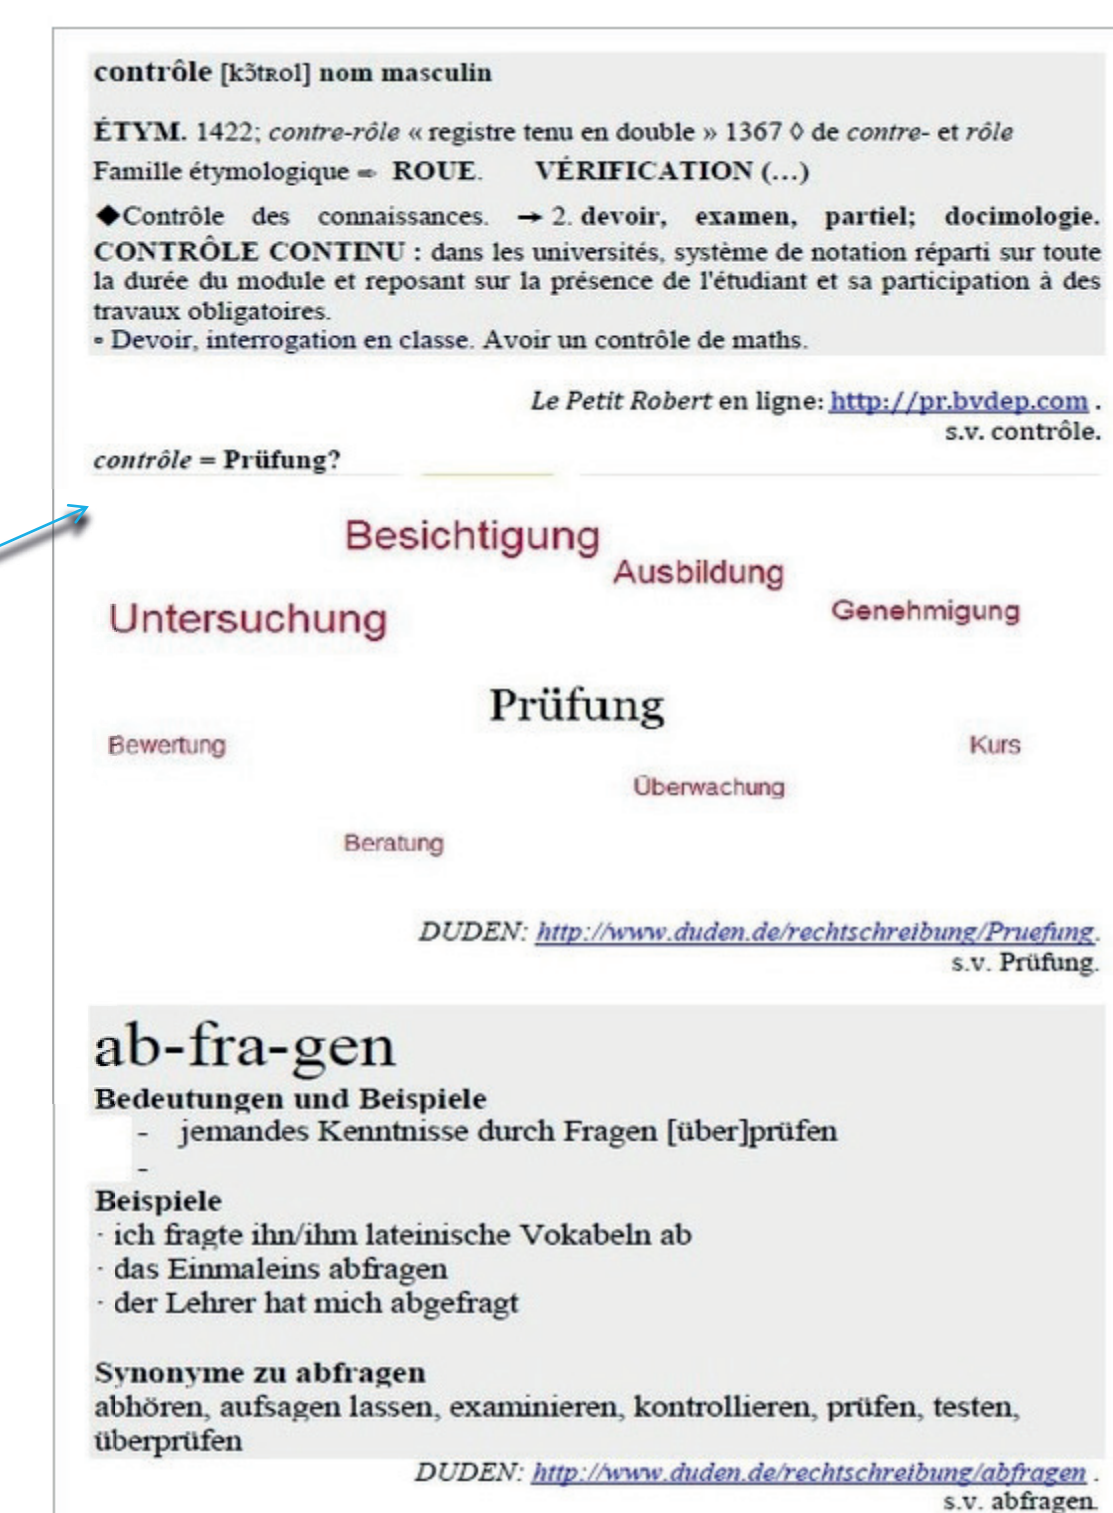 contrôle [kɔ̃tʀol] nom masculin
ÉTYM. 1422; contre-rôle « registre tenu en double » 1367 ◊ de contre- et rôle
Famille étymologique ⇨ ROUE. VÉRIFICATION (…)
◆Contrôle des connaissances. → 2. devoir, examen, partiel; docimologie.
CONTRÔLE CONTINU : dans les universités, système de notation réparti sur toute
la durée du module et reposant sur la présence de l'étudiant et sa participation à des
travaux obligatoires.
▫ Devoir, interrogation en classe. Avoir un contrôle de maths.
Le Petit Robert en ligne: http://pr.bvdep.com .
s.v. contrôle.
contrôle = Prüfung?
Besichtigung
Ausbildung
Genehmigung
Untersuchung
Prüfung
Bewertung
Kurs
Überwachung
Beratung
DUDEN: http://www.duden.de/rechtschreibung/Pruefung.
s.v. Prüfung.
ab-fra-gen
Bedeutungen und Beispiele
- jemandes Kenntnisse durch Fragen [über]prüfen
-
Beispiele
· ich fragte ihn/ihm lateinische Vokabeln ab
· das Einmaleins abfragen
· der Lehrer hat mich abgefragt
Synonyme zu abfragen
abhören, aufsagen lassen, examinieren, kontrollieren, prüfen, testen,
überprüfen
DUDEN: http://www.duden.de/rechtschreibung/abfragen .
s.v. abfragen.